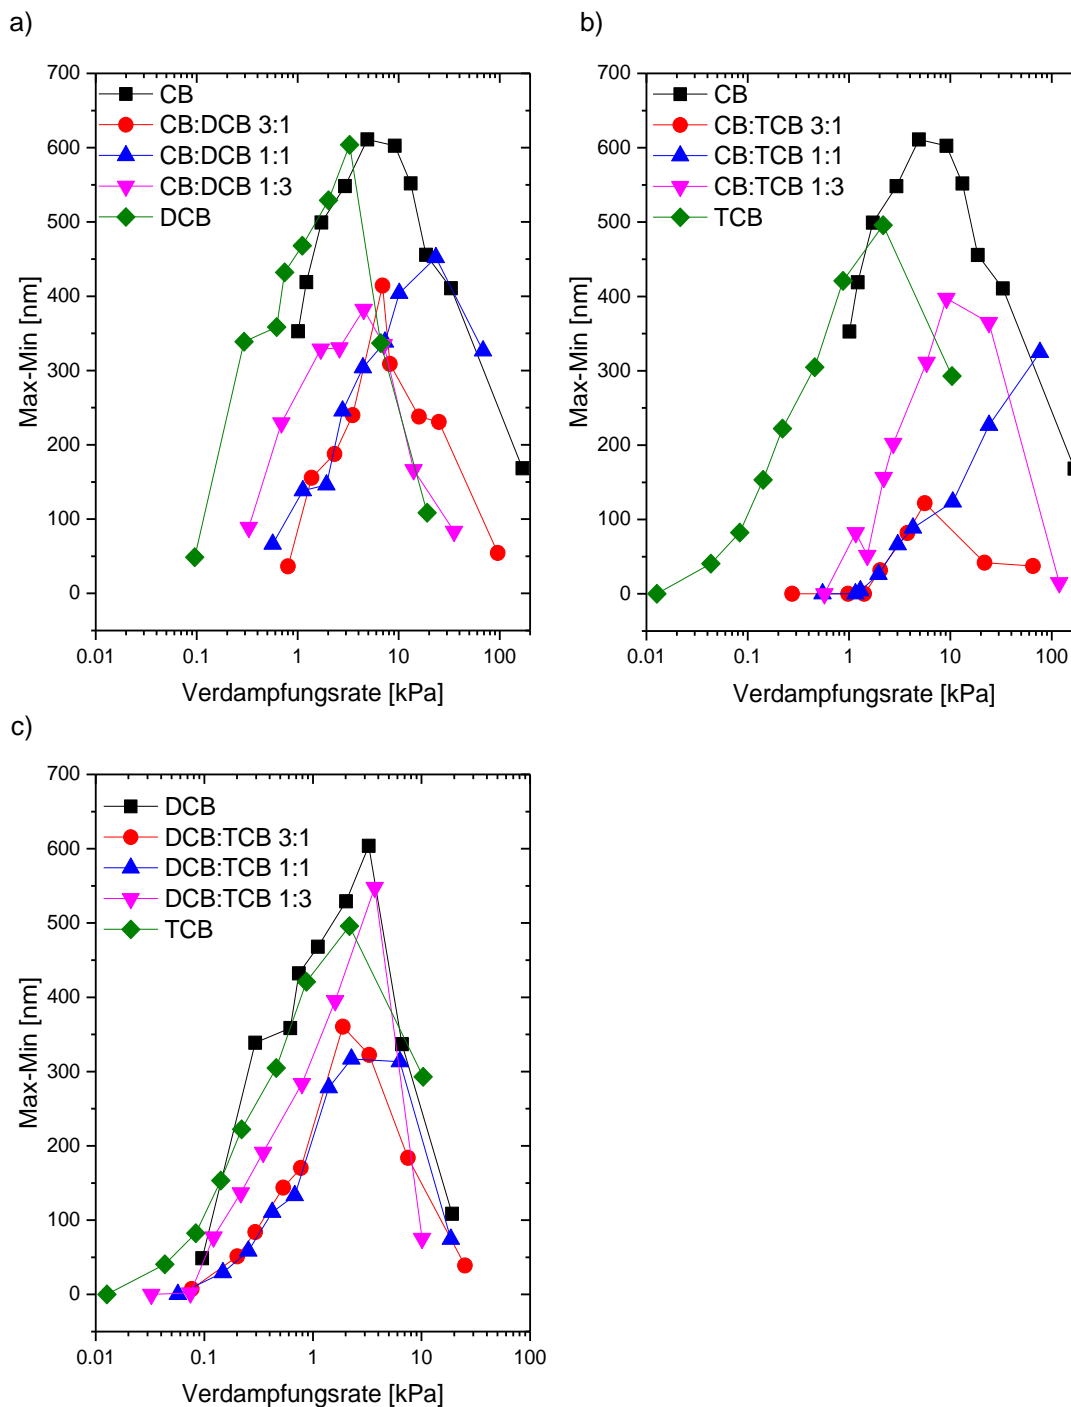 a)
700
600
500
400
300
200
100
0
Max-Min [nm]
CB
CB:DCB 3:1
CB:DCB 1:1
CB:DCB 1:3
DCB
0.01 0.1 1 10 100
Verdampfungsrate [kPa]
b)
700
600
500
400
300
200
100
0
Max-Min [nm]
CB
CB:TCB 3:1
CB:TCB 1:1
CB:TCB 1:3
TCB
0.01 0.1 1 10 100
Verdampfungsrate [kPa]
c)
700
600
500
400
300
200
100
0
Max-Min [nm]
DCB
DCB:TCB 3:1
DCB:TCB 1:1
DCB:TCB 1:3
TCB
0.01 0.1 1 10 100
Verdampfungsrate [kPa]